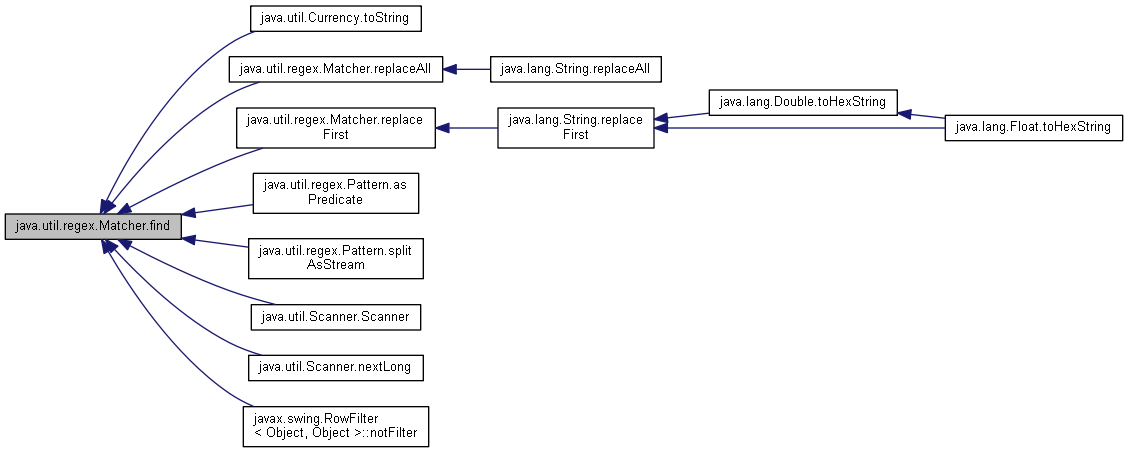 java.util.Currency.toString
java.util.regex.Matcher.replaceAll
java.lang.String.replaceAll
java.lang.Double.toHexString
java.util.regex.Matcher.replace
First
java.lang.String.replace
First
java.lang.Float.toHexString
java.util.regex.Pattern.as
Predicate
java.util.regex.Matcher.find
java.util.regex.Pattern.split
AsStream
java.util.Scanner.Scanner
java.util.Scanner.nextLong
javax.swing.RowFilter
< Object, Object >::notFilter